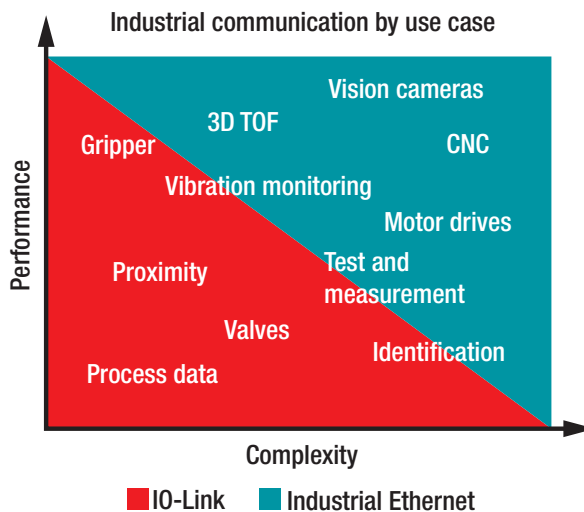 Industrial communication by use case
Performance
Vision cameras
3D TOF
Gripper
CNC
Vibration monitoring
Motor drives
Proximity
Test and
measurement
Valves
Identification
Process data
Complexity
IO-Link
Industrial Ethernet